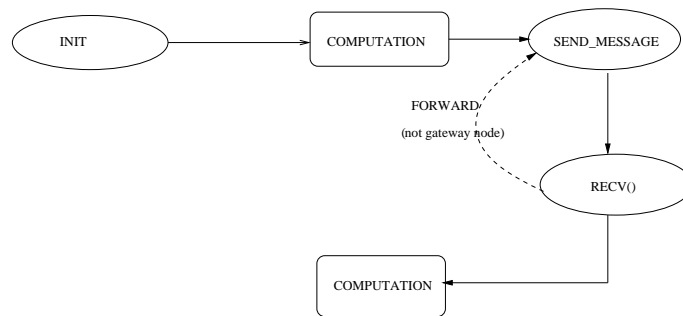 INIT
COMPUTATION
SEND_MESSAGE
FORWARD
(not gateway node)
RECV()
COMPUTATION